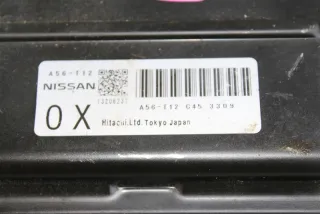 A56-T12
NISSAN
A56-T12 C45 3209
0X
Hitachi,Ltd.Tokyo Japan